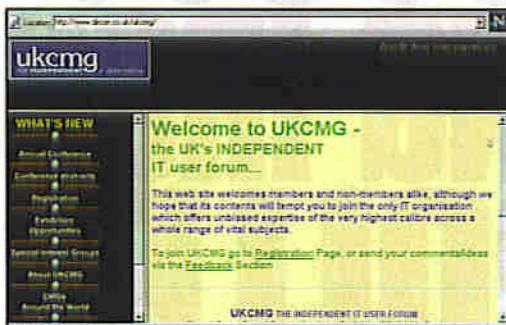 Location: http://www.
ukcmg
WHAT'S NEW
Annual Conference
Conference abstracts
Registration
Exhibition
Opportunities
Special Interest Groups
About UKCMG
CMGs
Around the World
Welcome to UKCMG -
the UK's INDEPENDENT
IT user forum...
This web site welcomes members and non-members alike, although we
hope that its contents will tempt you to join the only IT organisation
which offers unbiased expertise of the very highest calibre across a
whole range of vital subjects.
To join UKCMG go to Registration Page, or send your comments/ideas
via the Feedback Section
UKCMG THE INDEPENDENT IT USER FORUM